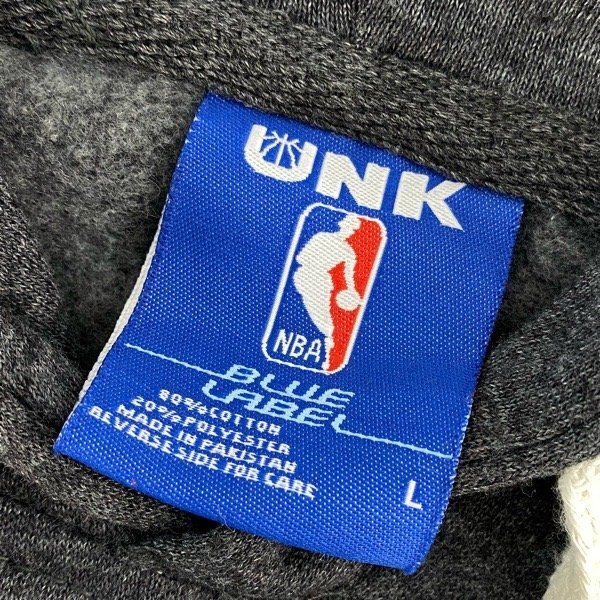 UNK
NBA
BLUE
LABEL
80%COTTON
20%POLYESTER
MADE IN PAKISTAN
REVERSE SIDE FOR CARE
L